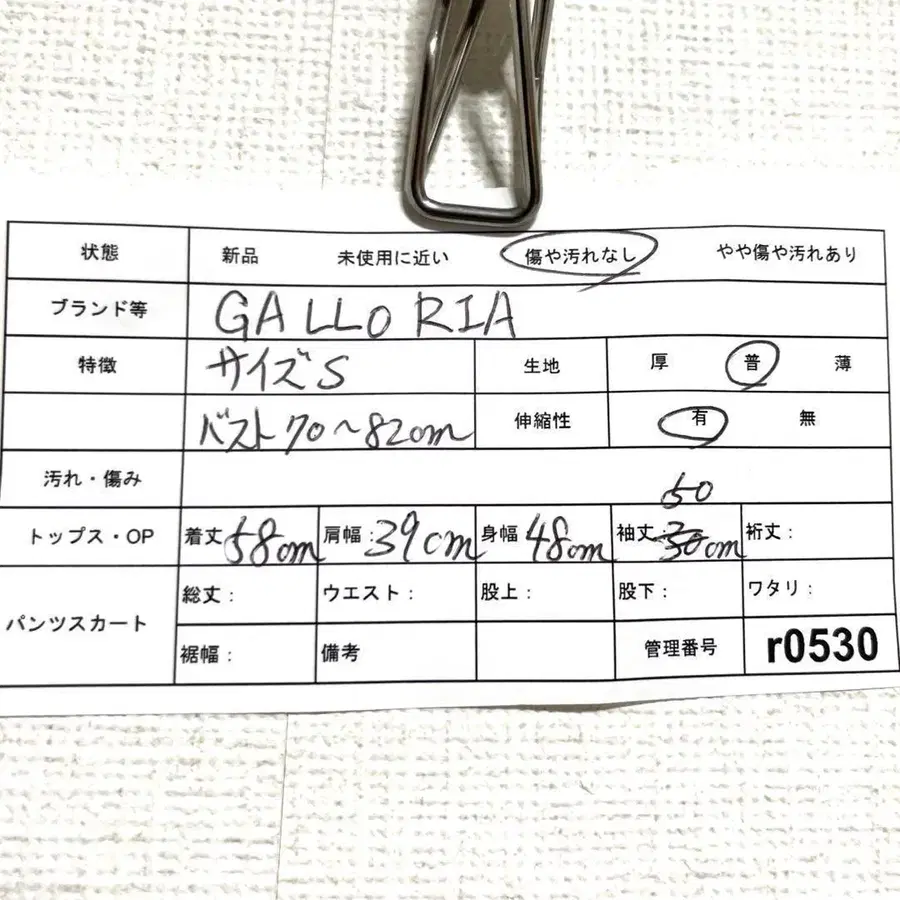 状態 新品 未使用に近い 傷や汚れなし やや傷や汚れあり
ブランド等 GALLORIA
特徴 サイズS 生地 厚 普 薄
バスト70〜82cm 伸縮性 有 無
汚れ・傷み
50
トップス・OP 着丈58cm 肩幅:39cm 身幅48cm 袖丈30cm 裄丈:
パンツスカート 総丈: ウエスト: 股上: 股下: ワタリ:
裾幅: 備考 管理番号 r0530